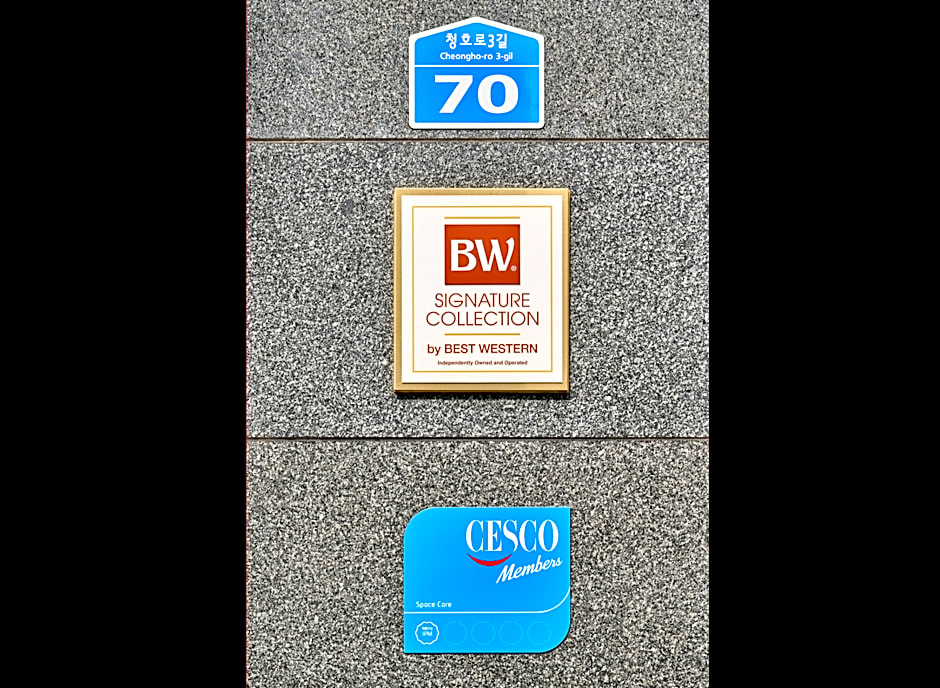 청호로3길
Cheongho-ro 3-gil
70
BW®
SIGNATURE
COLLECTION
by BEST WESTERN
Independently Owned and Operated
CESCO
Members
Space Care